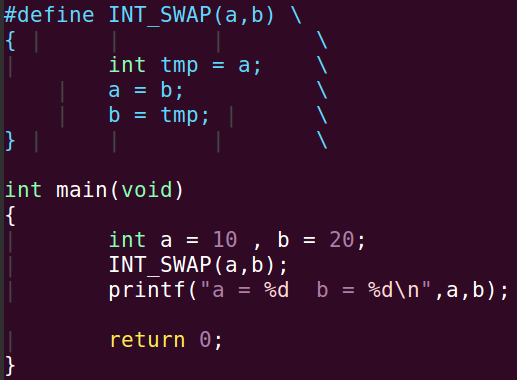 #define INT_SWAP(a,b) \
{ \
int tmp = a; \
a = b; \
b = tmp; \
} \
int main(void)
{
int a = 10 , b = 20;
INT_SWAP(a,b);
printf("a = %d  b = %d\n",a,b);
return 0;
}